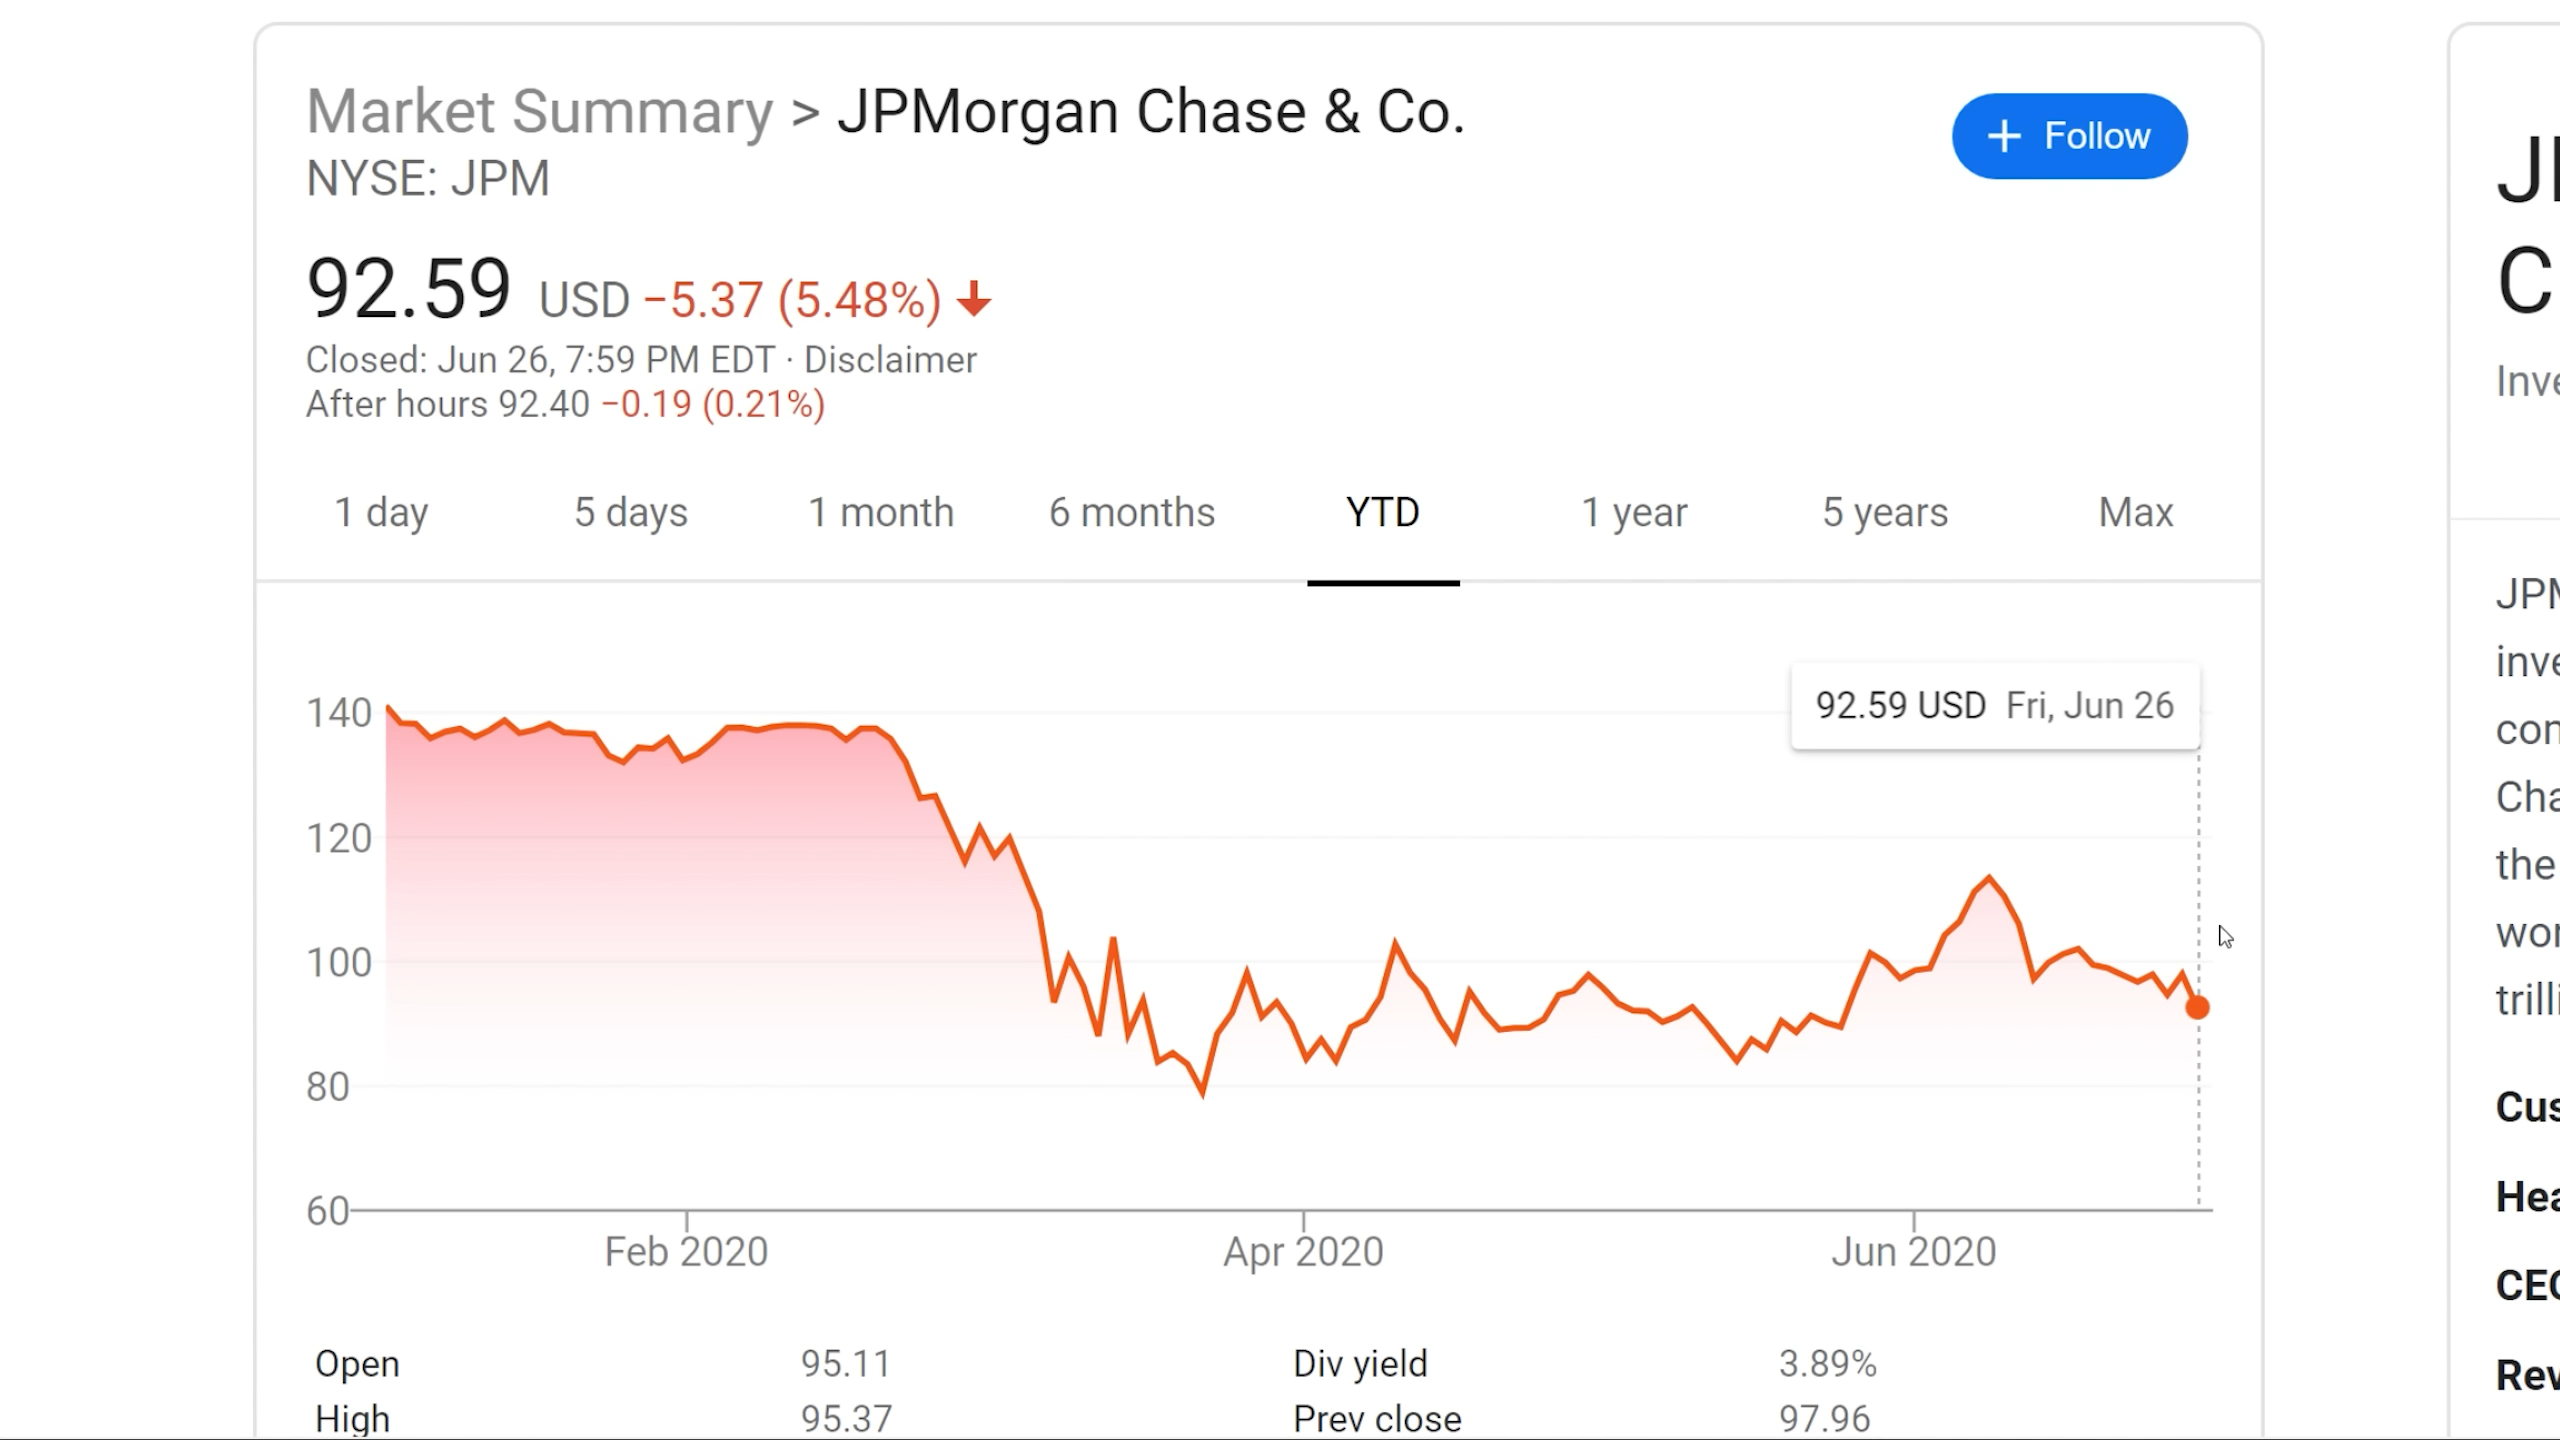 Market Summary > JPMorgan Chase & Co.
NYSE: JPM
+ Follow
92.59 USD −5.37 (5.48%)
Closed: Jun 26, 7:59 PM EDT · Disclaimer
After hours 92.40 −0.19 (0.21%)
1 day 5 days 1 month 6 months YTD 1 year 5 years Max
92.59 USD Fri, Jun 26
140
120
100
80
60
Feb 2020 Apr 2020 Jun 2020
Open 95.11 Div yield 3.89%
High 95.37 Prev close 97.96
the